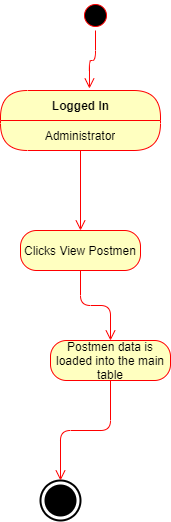 Logged In
Administrator
Clicks View Postmen
Postmen data is
loaded into the main
table